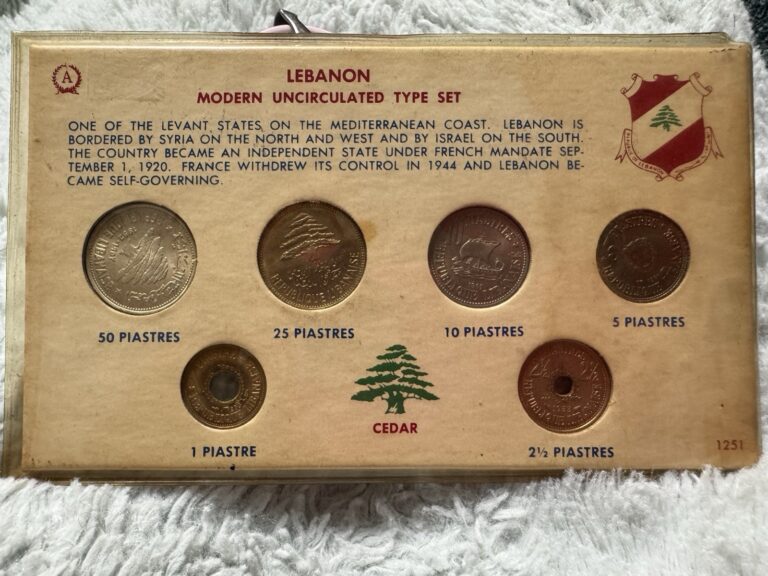 A
LEBANON
MODERN UNCIRCULATED TYPE SET
ONE OF THE LEVANT STATES ON THE MEDITERRANEAN COAST. LEBANON IS
BORDERED BY SYRIA ON THE NORTH AND WEST AND BY ISRAEL ON THE SOUTH.
THE COUNTRY BECAME AN INDEPENDENT STATE UNDER FRENCH MANDATE SEP-
TEMBER 1, 1920. FRANCE WITHDREW ITS CONTROL IN 1944 AND LEBANON BE-
CAME SELF-GOVERNING.
REPUBLIQUE LIBANAISE
50 PIASTRES
25 PIASTRES
10 PIASTRES
5 PIASTRES
1 PIASTRE
CEDAR
2½ PIASTRES
1251